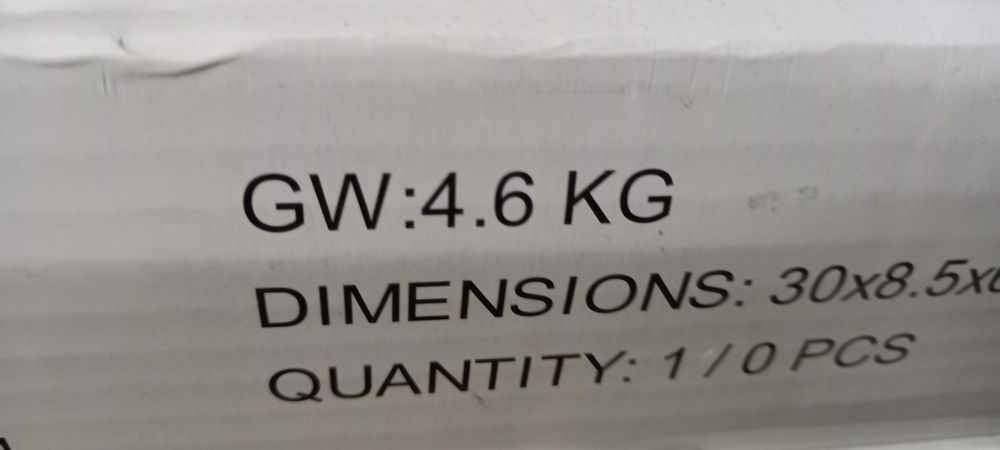 GW:4.6 KG
DIMENSIONS: 30x8.5x
QUANTITY: 1 / 0 PCS